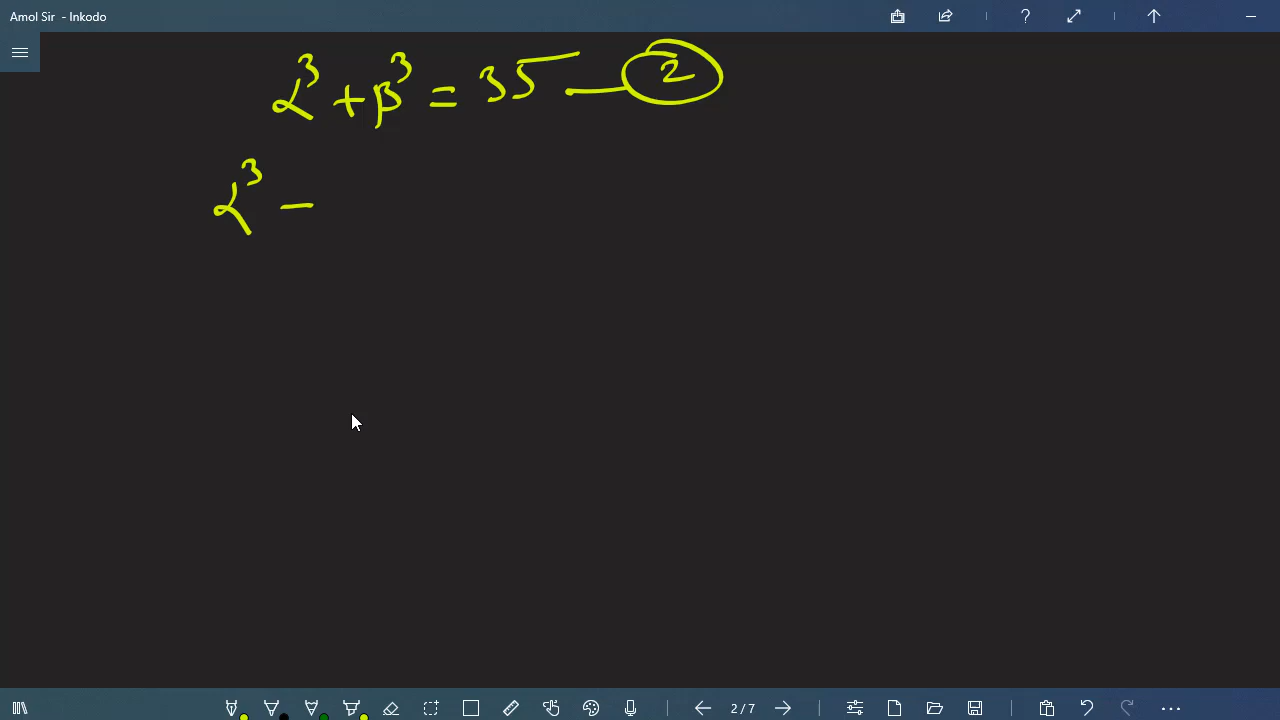 Amol Sir - Inkodo
α³ + β³ = 35 — 2
α³ −
2 / 7